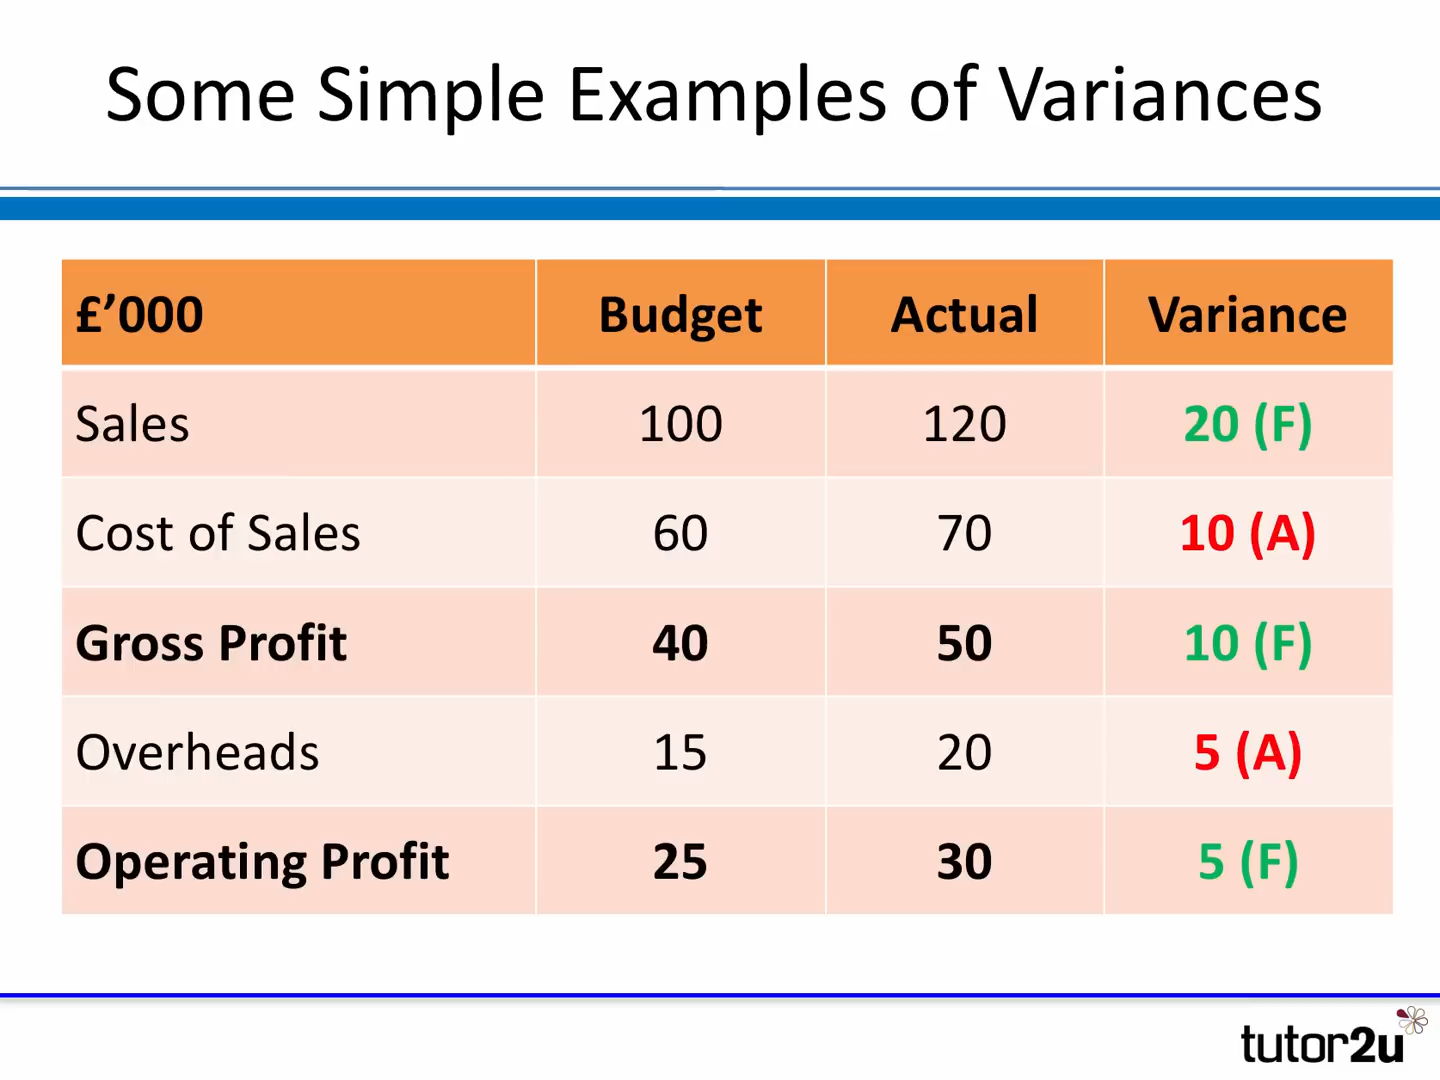 Some Simple Examples of Variances
£’000 Budget Actual Variance
Sales 100 120 20 (F)
Cost of Sales 60 70 10 (A)
Gross Profit 40 50 10 (F)
Overheads 15 20 5 (A)
Operating Profit 25 30 5 (F)
tutor2u